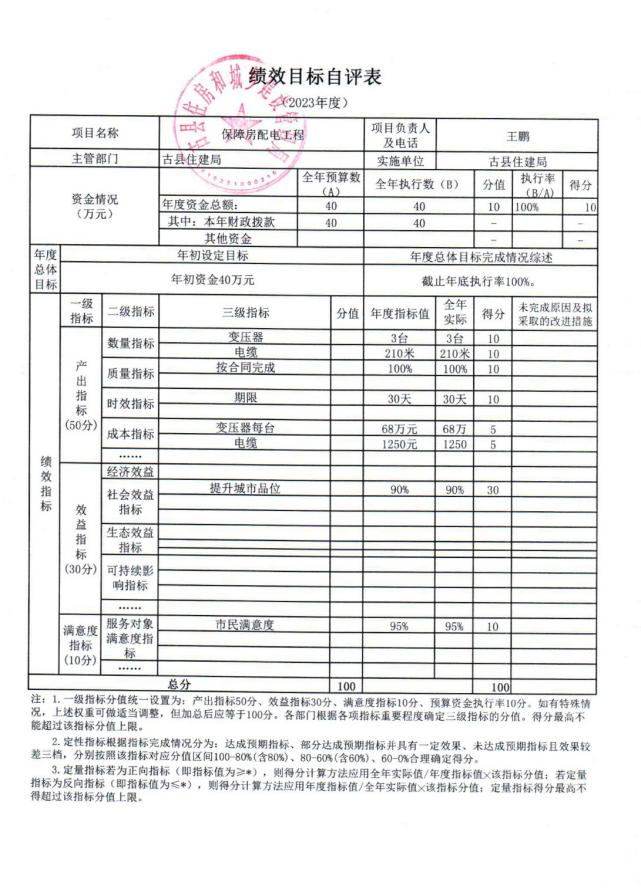 绩效目标自评表
（2023年度）
项目名称 保障房配电工程 项目负责人及电话 王鹏
主管部门 古县住建局 实施单位 古县住建局
资金情况（万元） 全年预算数（A） 全年执行数（B） 分值 执行率（B/A） 得分
年度资金总额: 40 40 10 100% 10
其中: 本年财政拨款 40 40 - -
其他资金 - -
年度总体目标 年初设定目标 年度总体目标完成情况综述
年初资金40万元 截止年底执行率100%。
绩效指标 一级指标 二级指标 三级指标 分值 年度指标值 全年实际 得分 未完成原因及拟采取的改进措施
产出指标（50分） 数量指标 变压器 3台 3台 10
电缆 210米 210米 10
质量指标 按合同完成 100% 100% 10
时效指标 期限 30天 30天 10
成本指标 变压器每台 68万元 68万 5
电缆 1250元 1250 5
……
效益指标（30分） 经济效益
社会效益指标 提升城市品位 90% 90% 30
生态效益指标
可持续影响指标
……
满意度指标（10分） 服务对象满意度指标 市民满意度 95% 95% 10
……
总分 100 100
注: 1.一级指标分值统一设置为: 产出指标50分、效益指标30分、满意度指标10分、预算资金执行率10分。如有特殊情
况，上述权重可做适当调整，但加总后应等于100分。各部门根据各项指标重要程度确定三级指标的分值。得分最高不
能超过该指标分值上限。
2.定性指标根据指标完成情况分为: 达成预期指标、部分达成预期指标并具有一定效果、未达成预期指标且效果较
差三档，分别按照该指标对应分值区间100-80%(含80%)、80-60%(含60%)、60-0%合理确定得分。
3.定量指标若为正向指标（即指标值为≥*），则得分计算方法应用全年实际值/年度指标值×该指标分值；若定量
指标为反向指标（即指标值为≤*），则得分计算方法应用年度指标值/全年实际值×该指标分值；定量指标得分最高不
得超过该指标分值上限。